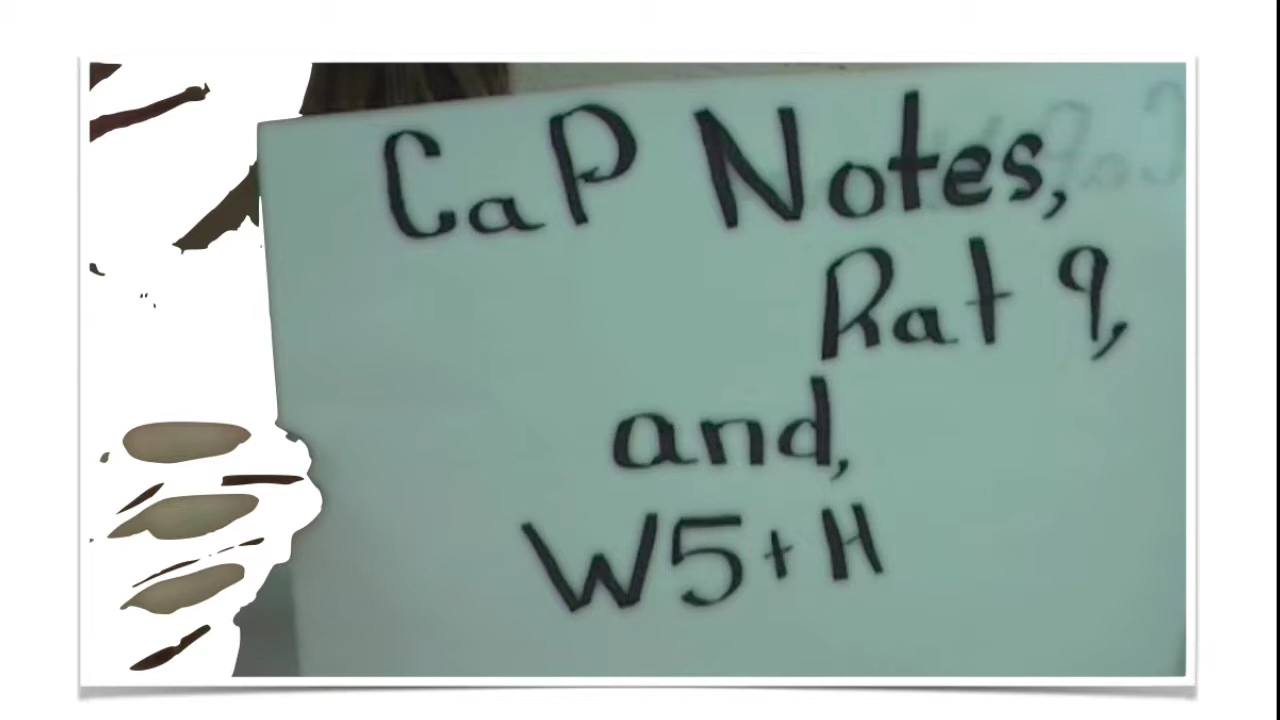 CaP Notes,
Rat 9,
and,
W5+H